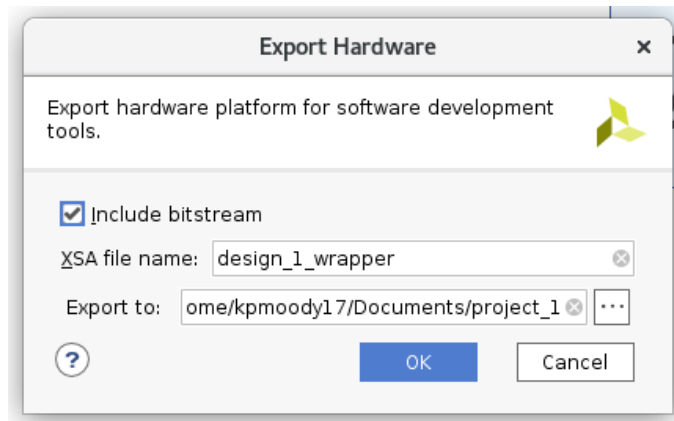 Export Hardware
Export hardware platform for software development
tools.
Include bitstream
XSA file name: design_1_wrapper
Export to: ome/kpmoody17/Documents/project_1 ...
? OK Cancel